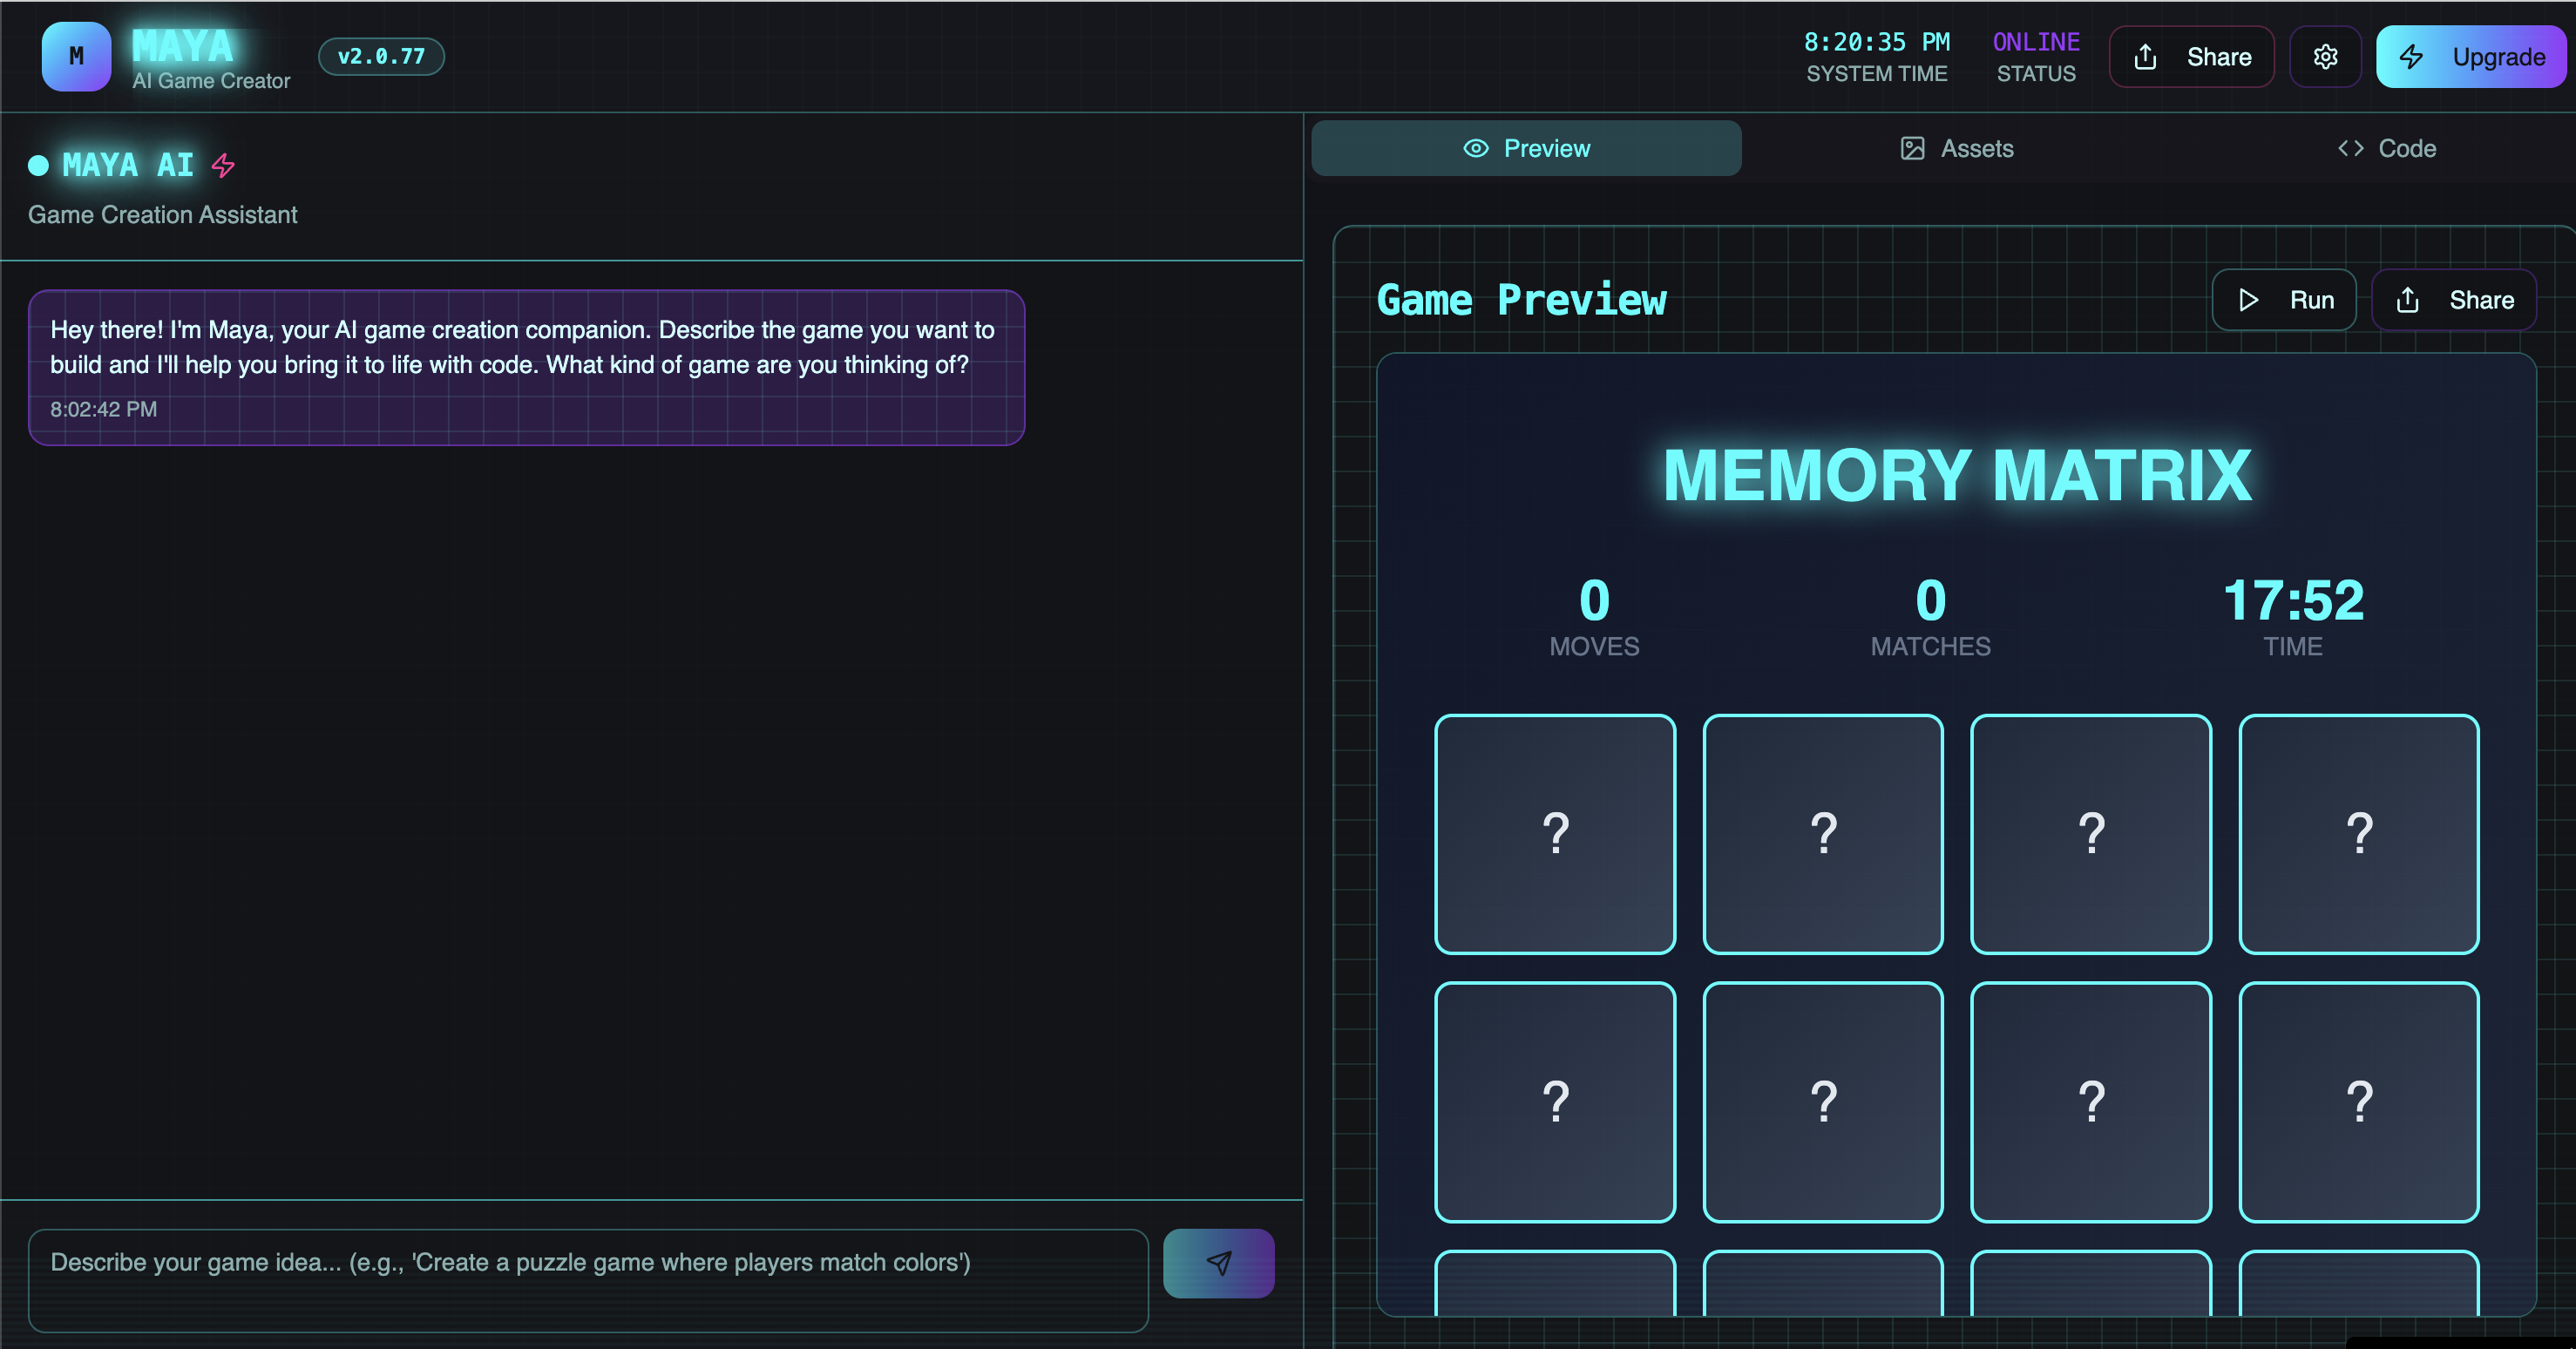 M
MAYA
AI Game Creator
v2.0.77
8:20:35 PM
SYSTEM TIME
ONLINE
STATUS
Share
Upgrade
MAYA AI
Game Creation Assistant
Hey there! I'm Maya, your AI game creation companion. Describe the game you want to
build and I'll help you bring it to life with code. What kind of game are you thinking of?
8:02:42 PM
Describe your game idea... (e.g., 'Create a puzzle game where players match colors')
Preview
Assets
Code
Game Preview
Run
Share
MEMORY MATRIX
0
MOVES
0
MATCHES
17:52
TIME
? ? ? ?
? ? ? ?